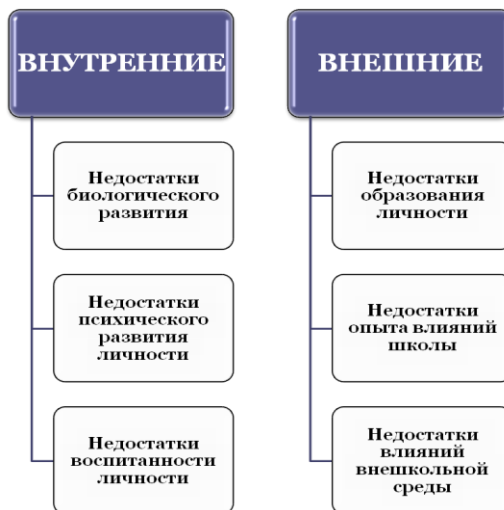 ВНУТРЕННИЕ
Недостатки
биологического
развития
Недостатки
психического
развития
личности
Недостатки
воспитанности
личности
ВНЕШНИЕ
Недостатки
образования
личности
Недостатки
опыта влияний
школы
Недостатки
влияний
внешкольной
среды